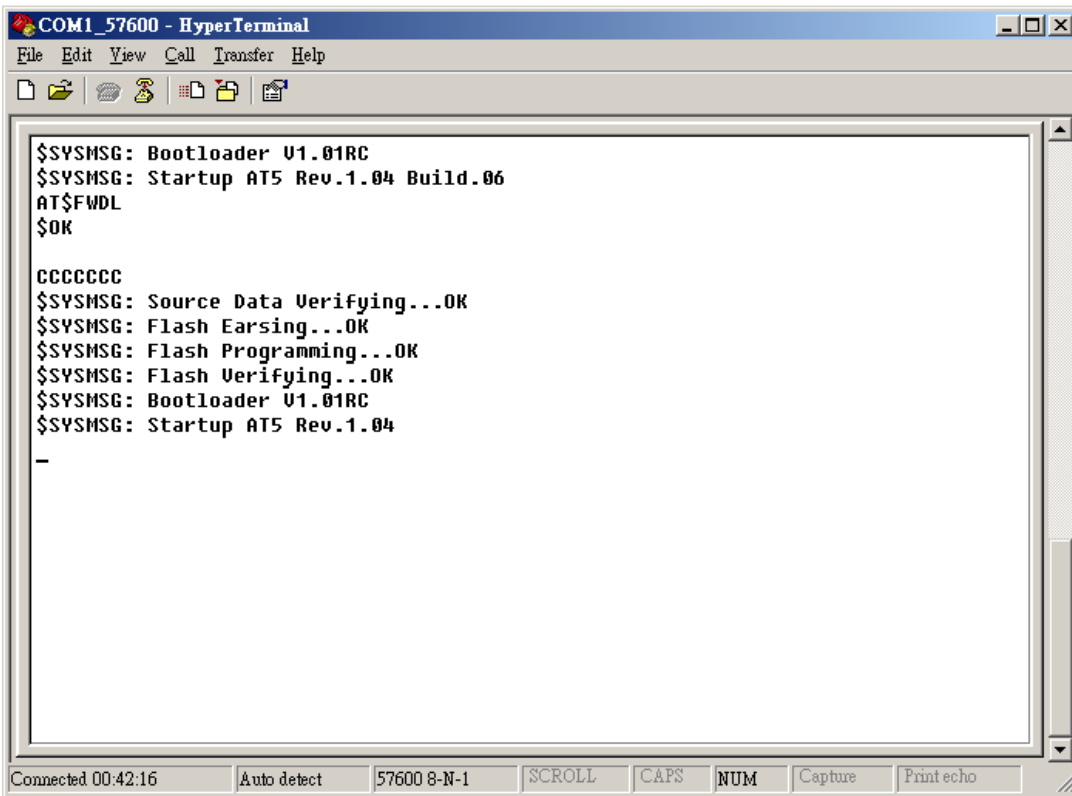 COM1_57600 - HyperTerminal
File Edit View Call Transfer Help
$SYSMSG: Bootloader V1.01RC
$SYSMSG: Startup AT5 Rev.1.04 Build.06
AT$FWDL
$OK
CCCCCCC
$SYSMSG: Source Data Verifying...OK
$SYSMSG: Flash Earsing...OK
$SYSMSG: Flash Programming...OK
$SYSMSG: Flash Verifying...OK
$SYSMSG: Bootloader V1.01RC
$SYSMSG: Startup AT5 Rev.1.04
Connected 00:42:16 Auto detect 57600 8-N-1 SCROLL CAPS NUM Capture Print echo